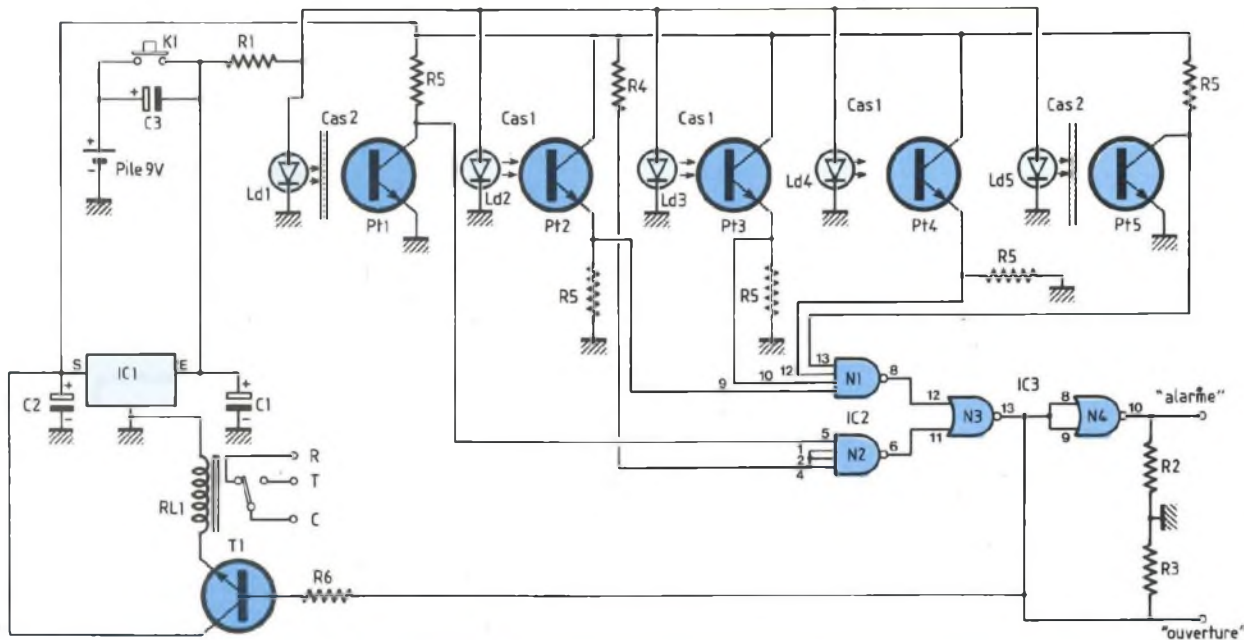 K1
R1
+
C3
+
-
Pile 9V
Ld1
Cas 2
R5
Pt1
Cas1
Ld2
Pt2
R4
R5
Cas1
Ld3
Pt3
R5
Cas1
Ld4
Pt4
R5
Cas 2
Ld5
Pt5
R5
S
IC1
E
+
C2
-
+
C1
-
R
T
C
RL1
T1
R6
13
12
10
9
N1
8
IC2
5
1
2
4
N2
6
12
11
N3
13
IC3
8
9
N4
10
"alarme"
R2
R3
"ouverture"